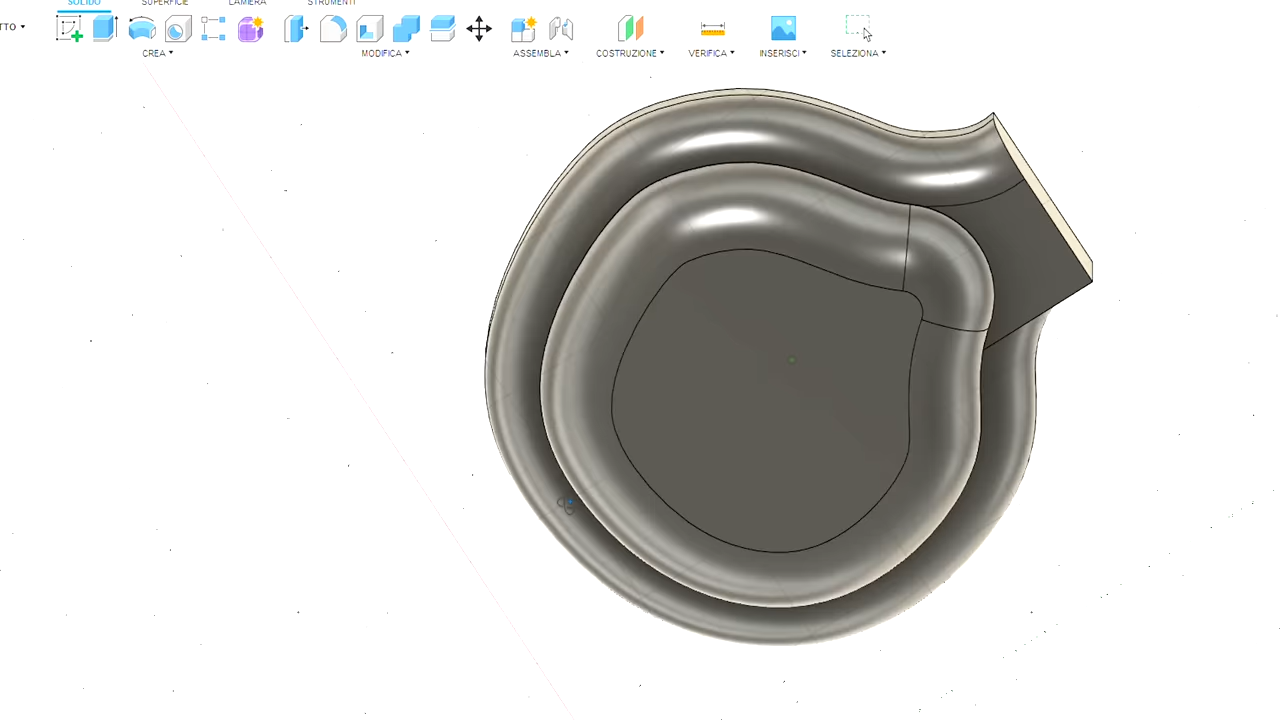 SOLIDO SUPERFICIE LAMIERA STRUMENTI
TTO
CREA MODIFICA ASSEMBLA COSTRUZIONE VERIFICA INSERISCI SELEZIONA